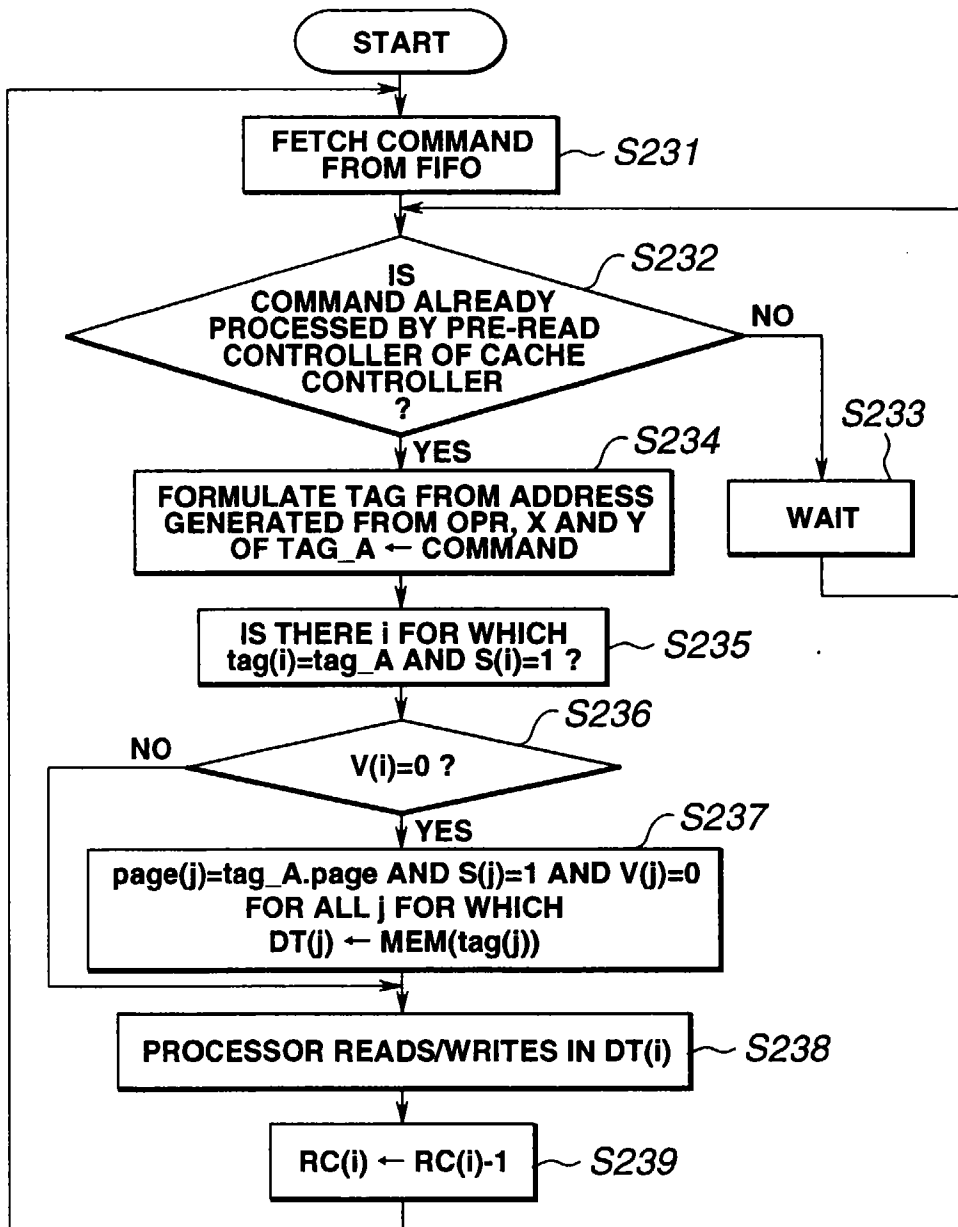 START
FETCH COMMAND
FROM FIFO
S231
IS
COMMAND ALREADY
PROCESSED BY PRE-READ
CONTROLLER OF CACHE
CONTROLLER
?
S232
NO
S233
WAIT
YES
S234
FORMULATE TAG FROM ADDRESS
GENERATED FROM OPR, X AND Y
OF TAG_A ← COMMAND
IS THERE i FOR WHICH
tag(i)=tag_A AND S(i)=1 ?
S235
S236
NO
V(i)=0 ?
YES
S237
page(j)=tag_A.page AND S(j)=1 AND V(j)=0
FOR ALL j FOR WHICH
DT(j) ← MEM(tag(j))
PROCESSOR READS/WRITES IN DT(i)
S238
RC(i) ← RC(i)-1
S239